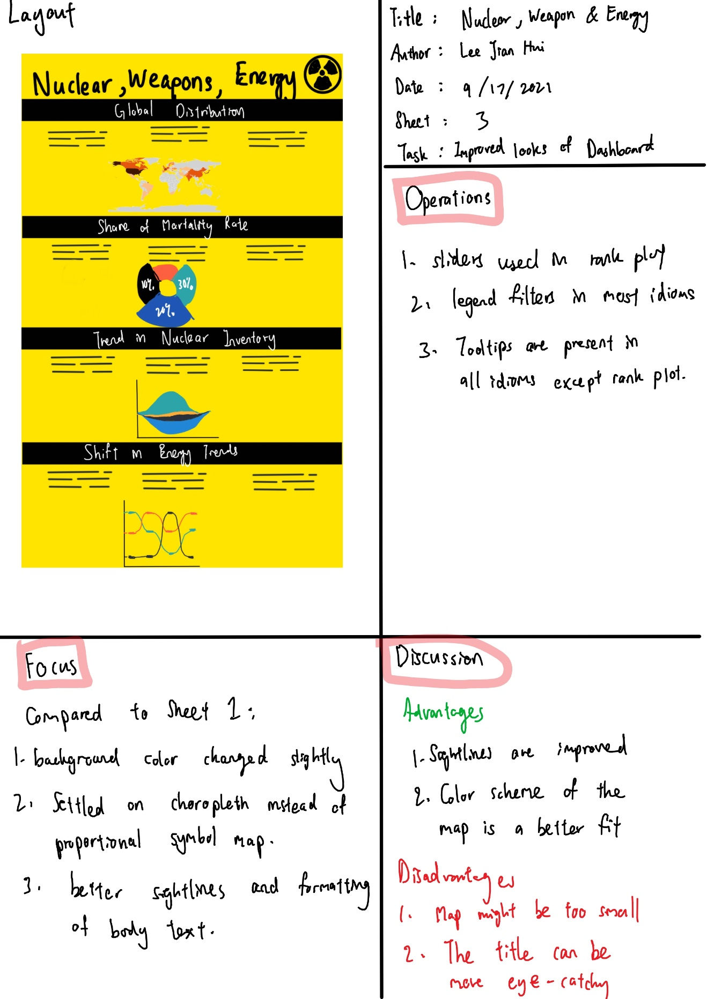 Layout
Nuclear, Weapons, Energy
Global Distribution
Share of Martality Rate
10%.
30%.
20%.
Trend in Nuclear Inventory
Shift in Energy Trends
Title : Nuclear, Weapon & Energy
Author : Lee Jian Hui
Date : 9/17/2021
Sheet : 3
Task : Improved looks of Dashboard
Operations
1- sliders used in rank plot
2. legend filters in most idioms
3. Tooltips are present in
all idioms except rank plot.
Focus
Compared to Sheet 1:
1- background color changed slightly
2. Settled on choropleth instead of
proportional symbol map.
3. better sightlines and formatting
of body text.
Discussion
Advantages
1- Sightlines are improved
2. Color scheme of the
map is a better fit
Disadvantages
1. Map might be too small
2. The title can be
more eye-catchy